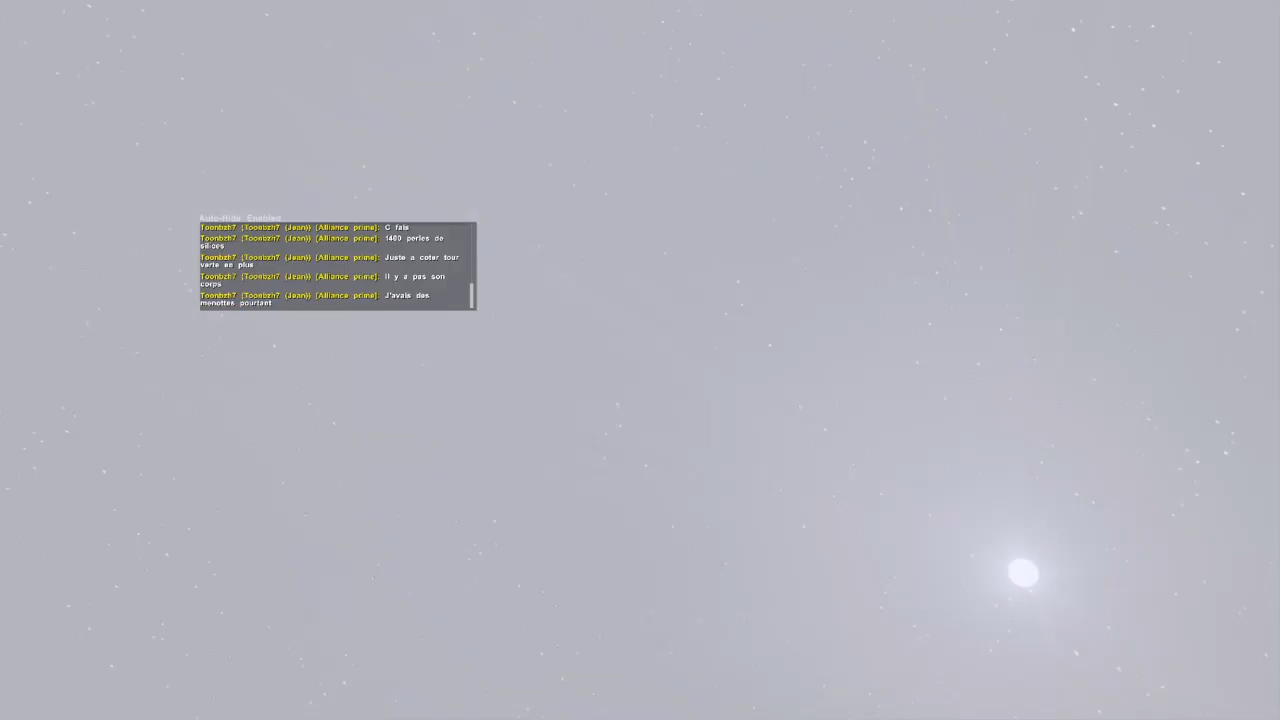 Auto-Hide Enabled
Toonbzh7 (Toonbzh7 (Jean)) [Alliance prime]: C fais
Toonbzh7 (Toonbzh7 (Jean)) [Alliance prime]: 1400 perles de
silices
Toonbzh7 (Toonbzh7 (Jean)) [Alliance prime]: Juste a coter tour
verte en plus
Toonbzh7 (Toonbzh7 (Jean)) [Alliance prime]: Il y a pas son
corps
Toonbzh7 (Toonbzh7 (Jean)) [Alliance prime]: J'avais des
menottes pourtant